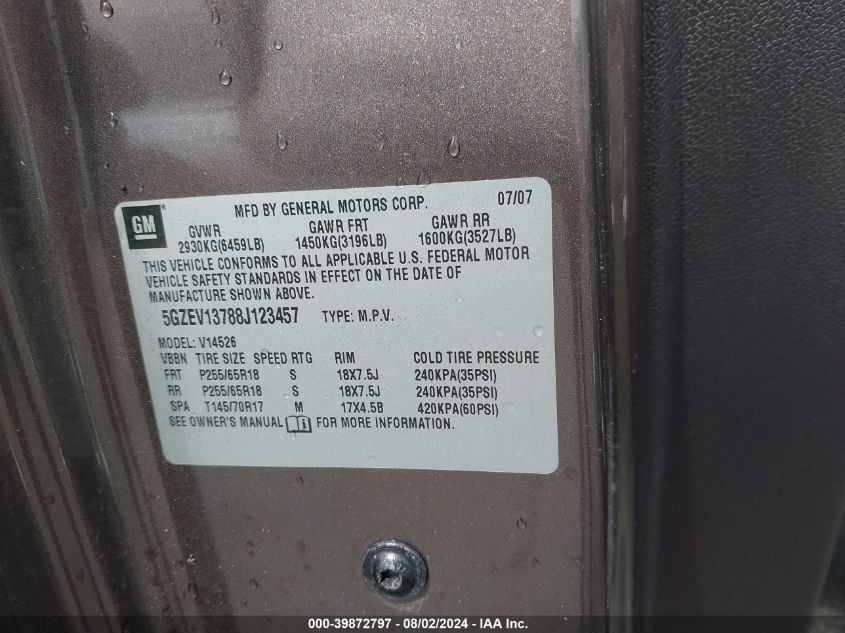 GM ® MFD BY GENERAL MOTORS CORP. 07/07
GVWR GAWR FRT GAWR RR
2930KG(6459LB) 1450KG(3196LB) 1600KG(3527LB)
THIS VEHICLE CONFORMS TO ALL APPLICABLE U.S. FEDERAL MOTOR
VEHICLE SAFETY STANDARDS IN EFFECT ON THE DATE OF
MANUFACTURE SHOWN ABOVE.
5GZEV13788J123457 TYPE: M.P.V.
MODEL: V14526
VBBN TIRE SIZE SPEED RTG RIM COLD TIRE PRESSURE
FRT P255/65R18 S 18X7.5J 240KPA(35PSI)
RR P255/65R18 S 18X7.5J 240KPA(35PSI)
SPA T145/70R17 M 17X4.5B 420KPA(60PSI)
SEE OWNER'S MANUAL FOR MORE INFORMATION.
000-39872797 - 08/02/2024 - IAA Inc.